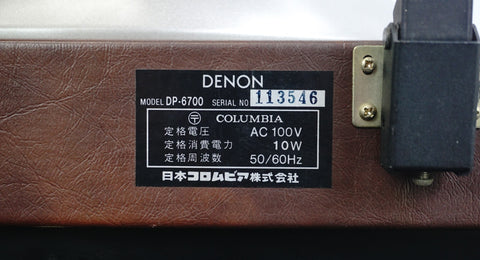 DENON
MODEL DP-6700 SERIAL NO 113546
〒 COLUMBIA
定格電圧 AC 100V
定格消費電力 10W
定格周波数 50/60Hz
日本コロムビア株式会社